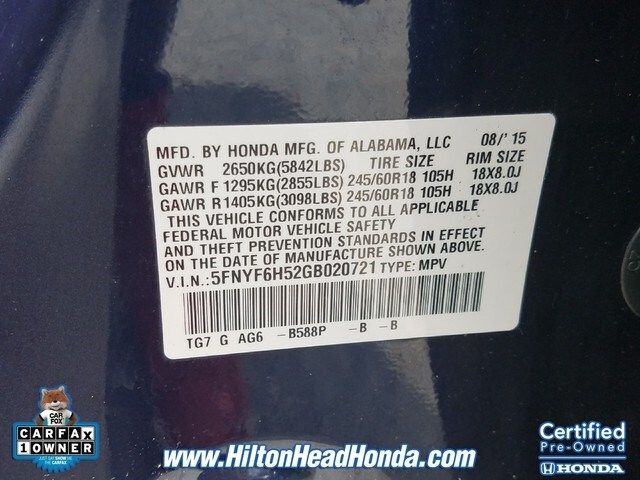 MFD. BY HONDA MFG. OF ALABAMA, LLC 08/'15
GVWR 2650KG(5842LBS) TIRE SIZE RIM SIZE
GAWR F 1295KG(2855LBS) 245/60R18 105H 18X8.0J
GAWR R 1405KG(3098LBS) 245/60R18 105H 18X8.0J
THIS VEHICLE CONFORMS TO ALL APPLICABLE
FEDERAL MOTOR VEHICLE SAFETY
AND THEFT PREVENTION STANDARDS IN EFFECT
ON THE DATE OF MANUFACTURE SHOWN ABOVE.
V.I.N.: 5FNYF6H52GB020721 TYPE: MPV
TG7 G AG6 -B588P -B -B
CAR
FOX
CARFAX
1 OWNER
www.HiltonHeadHonda.com
Certified
Pre-Owned
HONDA